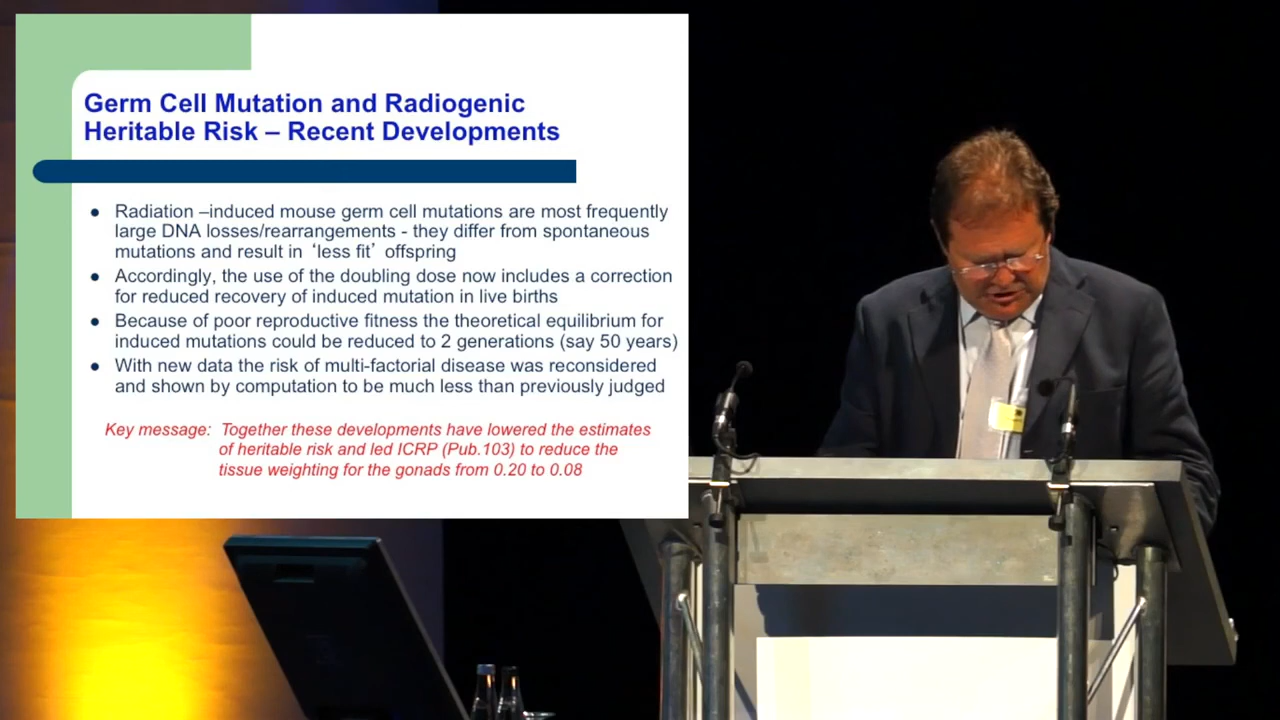 Germ Cell Mutation and Radiogenic
Heritable Risk – Recent Developments
● Radiation –induced mouse germ cell mutations are most frequently
large DNA losses/rearrangements - they differ from spontaneous
mutations and result in ‘less fit’ offspring
● Accordingly, the use of the doubling dose now includes a correction
for reduced recovery of induced mutation in live births
● Because of poor reproductive fitness the theoretical equilibrium for
induced mutations could be reduced to 2 generations (say 50 years)
● With new data the risk of multi-factorial disease was reconsidered
and shown by computation to be much less than previously judged
Key message: Together these developments have lowered the estimates
of heritable risk and led ICRP (Pub.103) to reduce the
tissue weighting for the gonads from 0.20 to 0.08